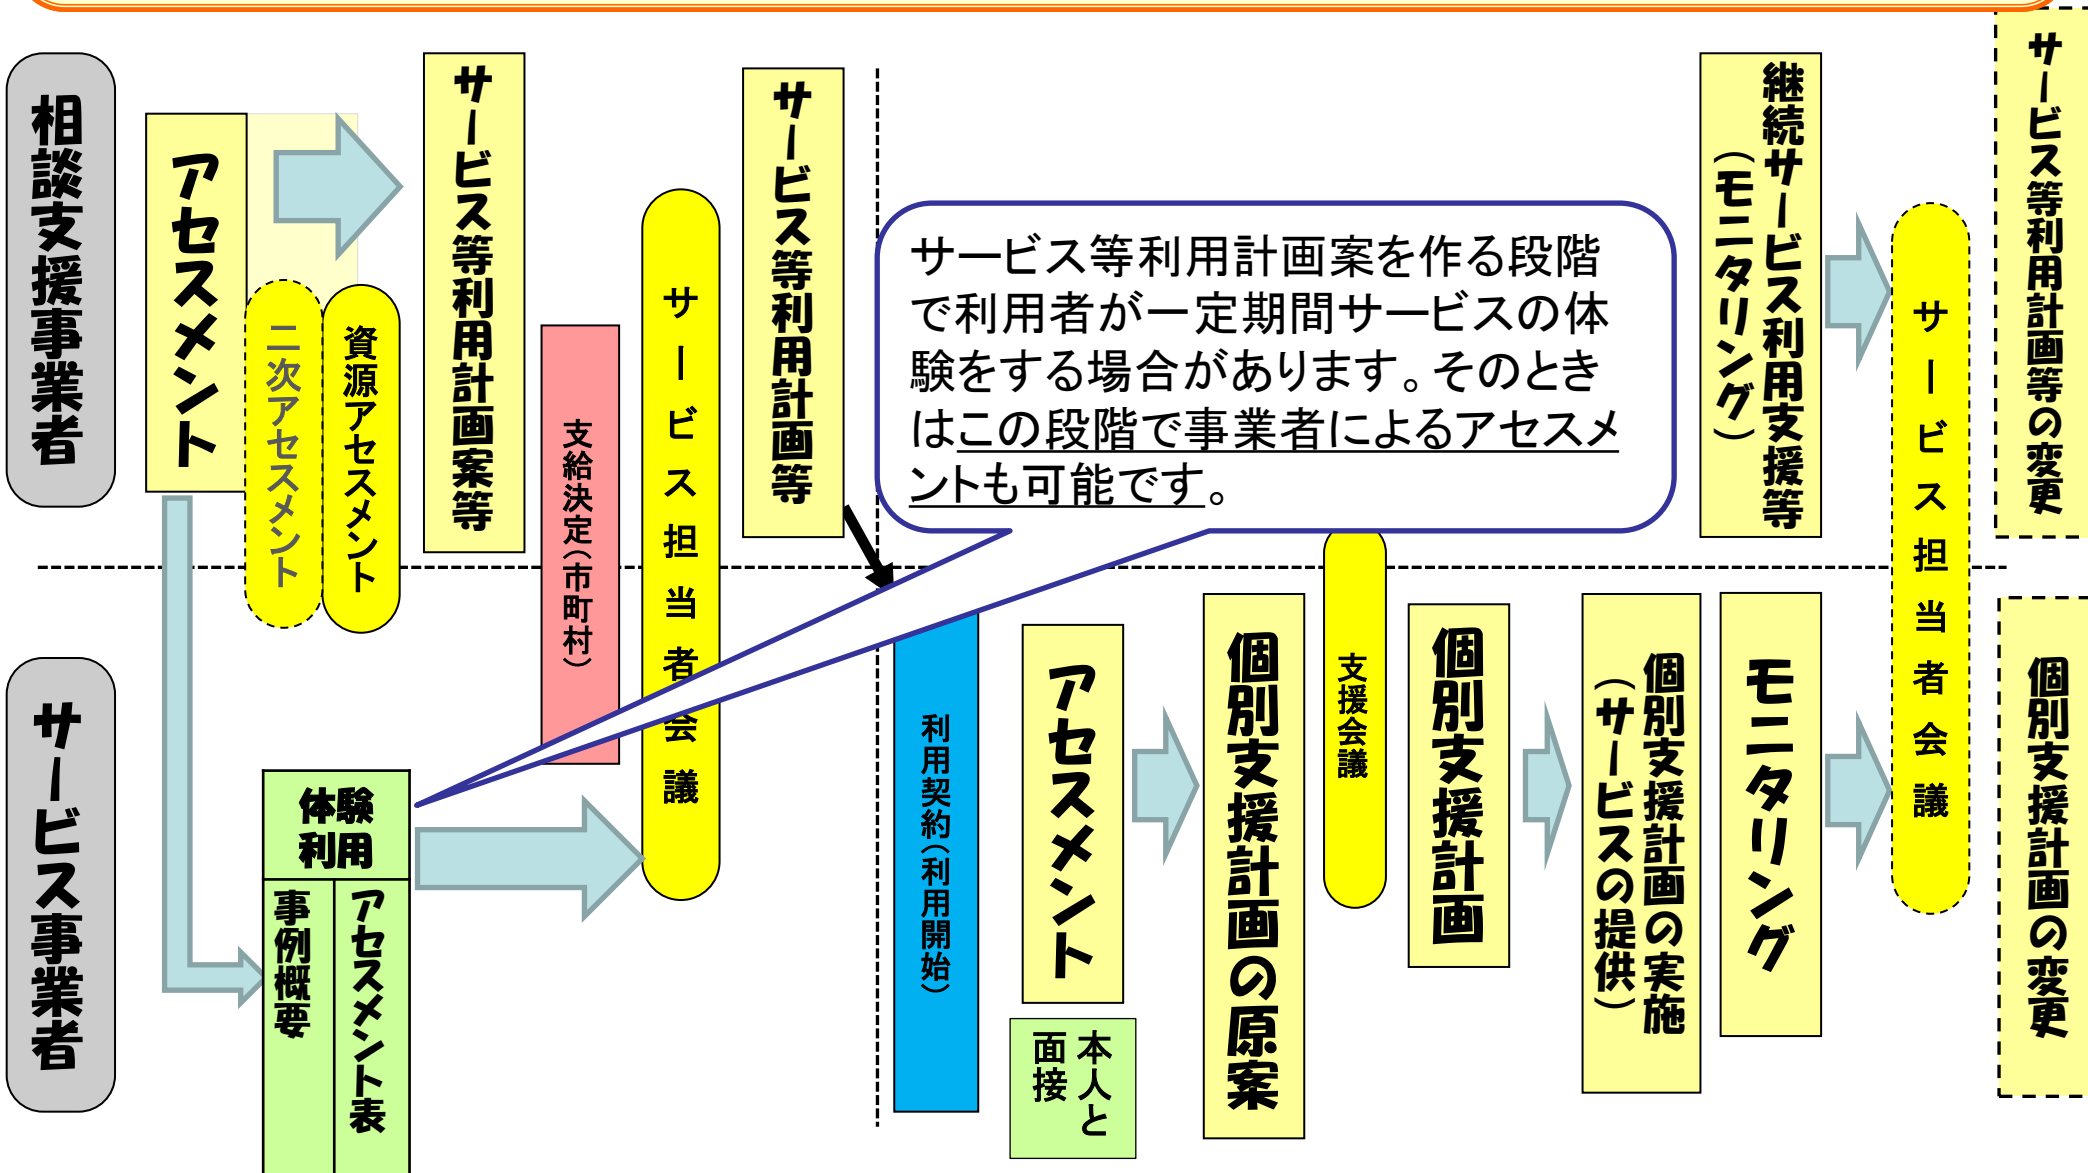 相談支援事業者
アセスメント
二次アセスメント
資源アセスメント
サービス等利用計画案等
支給決定(市町村)
サービス担当者会議
サービス等利用計画等
サービス等利用計画案を作る段階
で利用者が一定期間サービスの体
験をする場合があります。そのとき
はこの段階で事業者によるアセスメ
ントも可能です。
継続サービス利用支援等
(モニタリング)
サービス担当者会議
サービス等利用計画等の変更
サービス事業者
体験
利用
事例概要
アセスメント表
利用契約(利用開始)
アセスメント
本人と
面接
個別支援計画の原案
支援会議
個別支援計画
個別支援計画の実施
(サービスの提供)
モニタリング
個別支援計画の変更